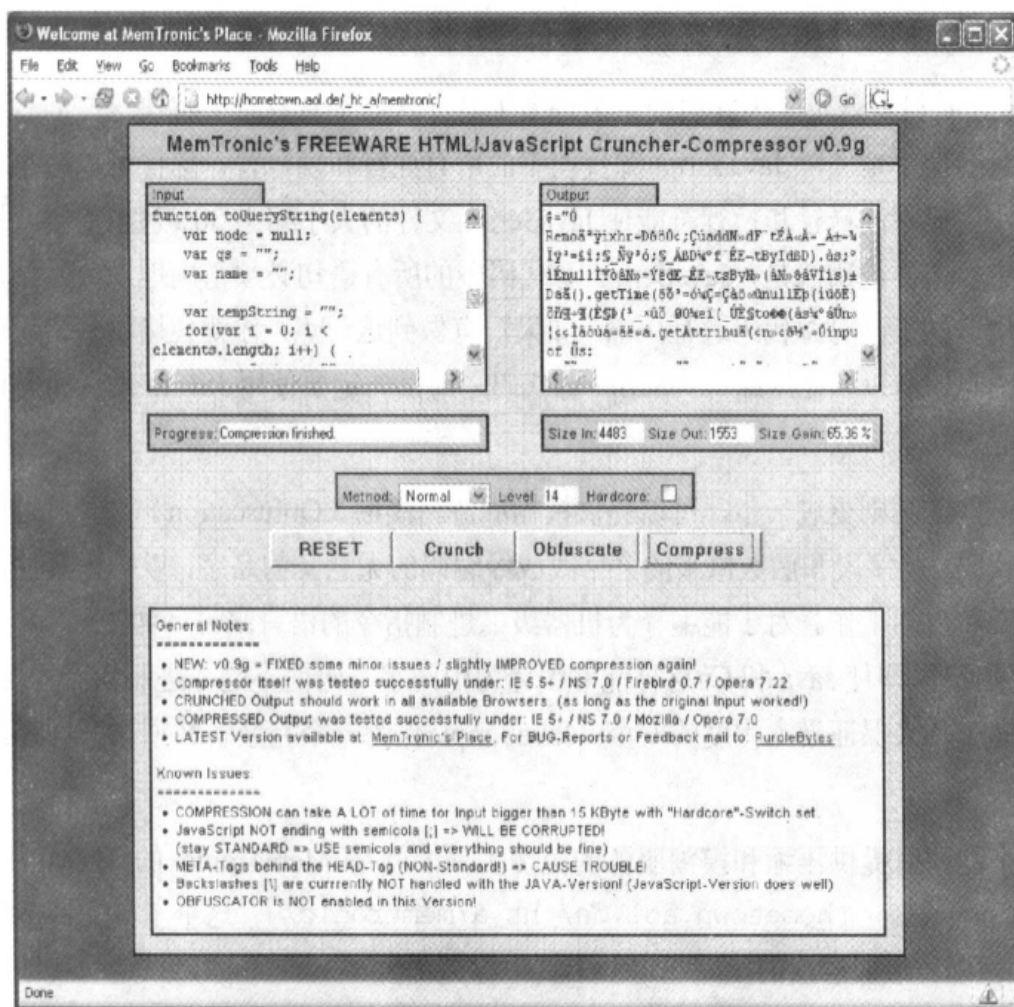 Welcome at MemTronic's Place - Mozilla Firefox
File Edit View Go Bookmarks Tools Help
http://hometown.aol.de/_ht_a/memtronic/
Go
MemTronic's FREEWARE HTML/JavaScript Cruncher-Compressor v0.9g
Input
function toQueryString(elements) {
var node = null;
var qs = "";
var name = "";
var tempString = "";
for(var i = 0; i <
elements.length; i++) {
Output
Progress: Compression finished.
Size In: 4483 Size Out: 1553 Size Gain: 65.36 %
Method: Normal Level: 14 Hardcore:
RESET Crunch Obfuscate Compress
General Notes:
=============
• NEW: v0.9g = FIXED some minor issues / slightly IMPROVED compression again!
• Compressor itself was tested successfully under: IE 5.5+ / NS 7.0 / Firebird 0.7 / Opera 7.22
• CRUNCHED Output should work in all available Browsers. (as long as the original Input worked!)
• COMPRESSED Output was tested successfully under: IE 5+ / NS 7.0 / Mozilla / Opera 7.0
• LATEST Version available at: MemTronic's Place. For BUG-Reports or Feedback mail to: PurpleBytes
Known Issues:
=============
• COMPRESSION can take A LOT of time for Input bigger than 15 KByte with "Hardcore"-Switch set.
• JavaScript NOT ending with semicola [;] => WILL BE CORRUPTED!
(stay STANDARD => USE semicola and everything should be fine)
• META-Tags behind the HEAD-Tag (NON-Standard!) => CAUSE TROUBLE!
• Backslashes [\] are currrently NOT handled with the JAVA-Version! (JavaScript-Version does well)
• OBFUSCATOR is NOT enabled in this Version!
Done